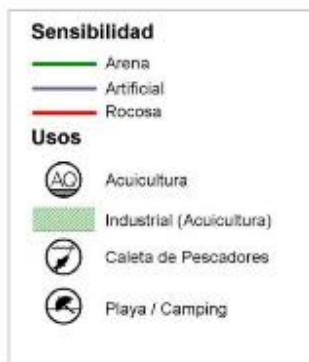 Sensibilidad
Arena
Artificial
Rocosa
Usos
AQ Acuicultura
Industrial (Acuicultura)
Caleta de Pescadores
Playa / Camping